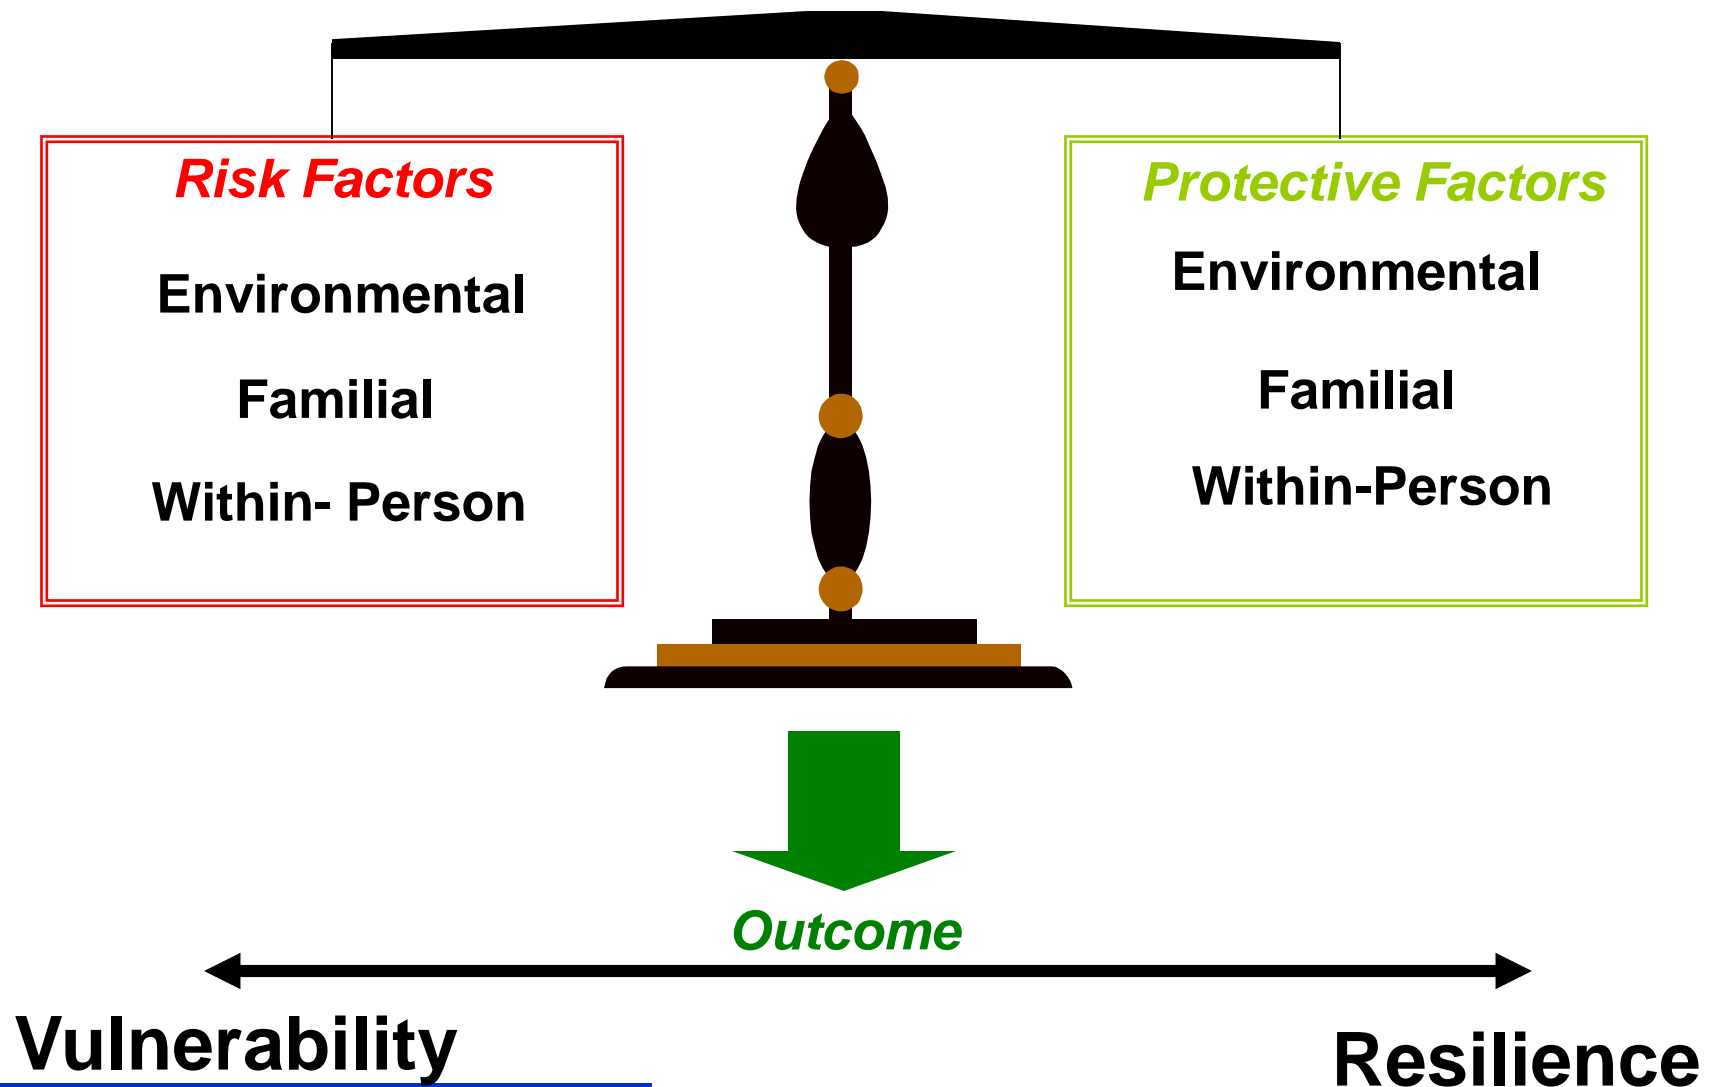 Risk Factors
Environmental
Familial
Within- Person
Protective Factors
Environmental
Familial
Within-Person
Outcome
Vulnerability
Resilience